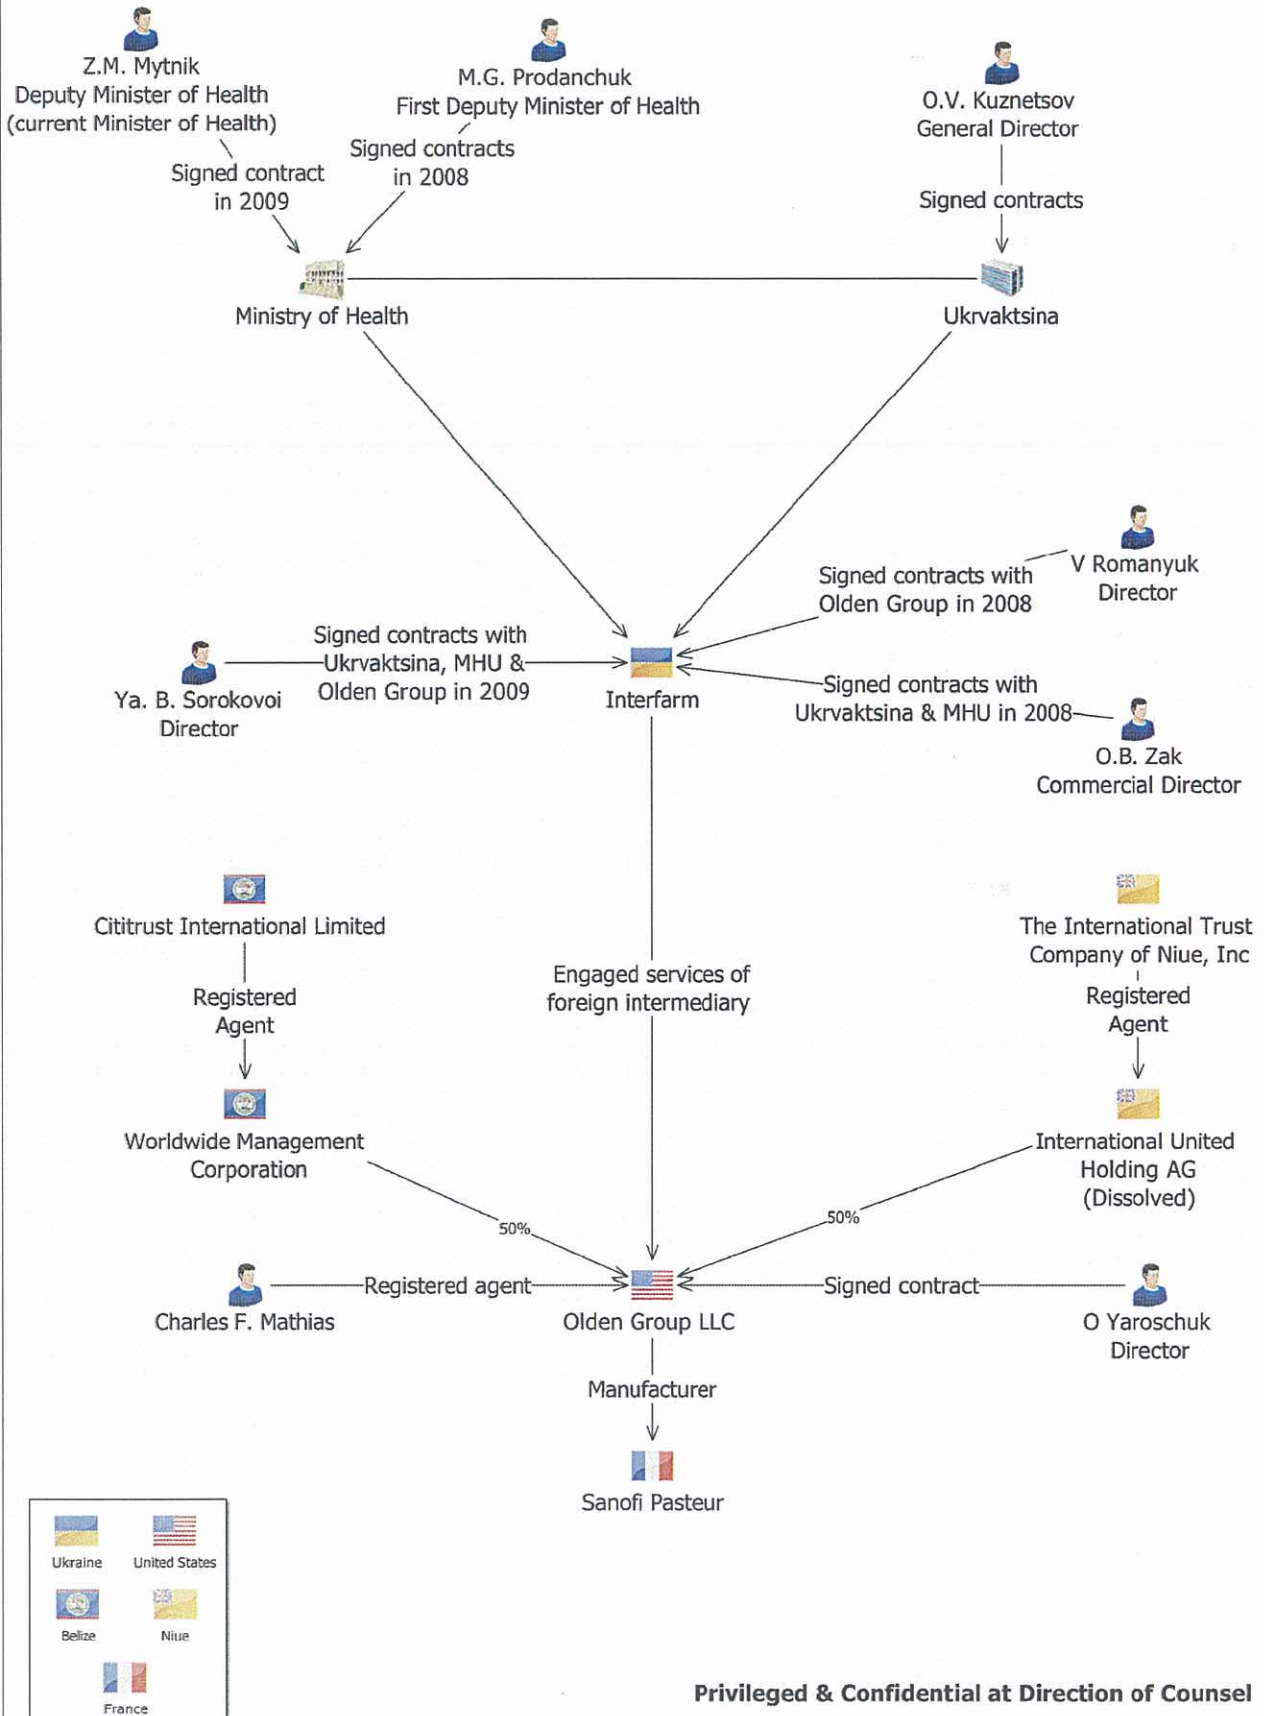 Z.M. Mytnik
Deputy Minister of Health
(current Minister of Health)
M.G. Prodanchuk
First Deputy Minister of Health
O.V. Kuznetsov
General Director
Signed contract
in 2009
Signed contracts
in 2008
Signed contracts
Ministry of Health
Ukrvaktsina
V Romanyuk
Director
Signed contracts with
Olden Group in 2008
Signed contracts with
Ukrvaktsina, MHU &
Olden Group in 2009
Ya. B. Sorokovoi
Director
Interfarm
Signed contracts with
Ukrvaktsina & MHU in 2008
O.B. Zak
Commercial Director
Cititrust International Limited
The International Trust
Company of Niue, Inc
Registered
Agent
Engaged services of
foreign intermediary
Registered
Agent
Worldwide Management
Corporation
International United
Holding AG
(Dissolved)
50%
50%
Charles F. Mathias
Registered agent
Olden Group LLC
Signed contract
O Yaroschuk
Director
Manufacturer
Sanofi Pasteur
Ukraine
United States
Belize
Niue
France
Privileged & Confidential at Direction of Counsel